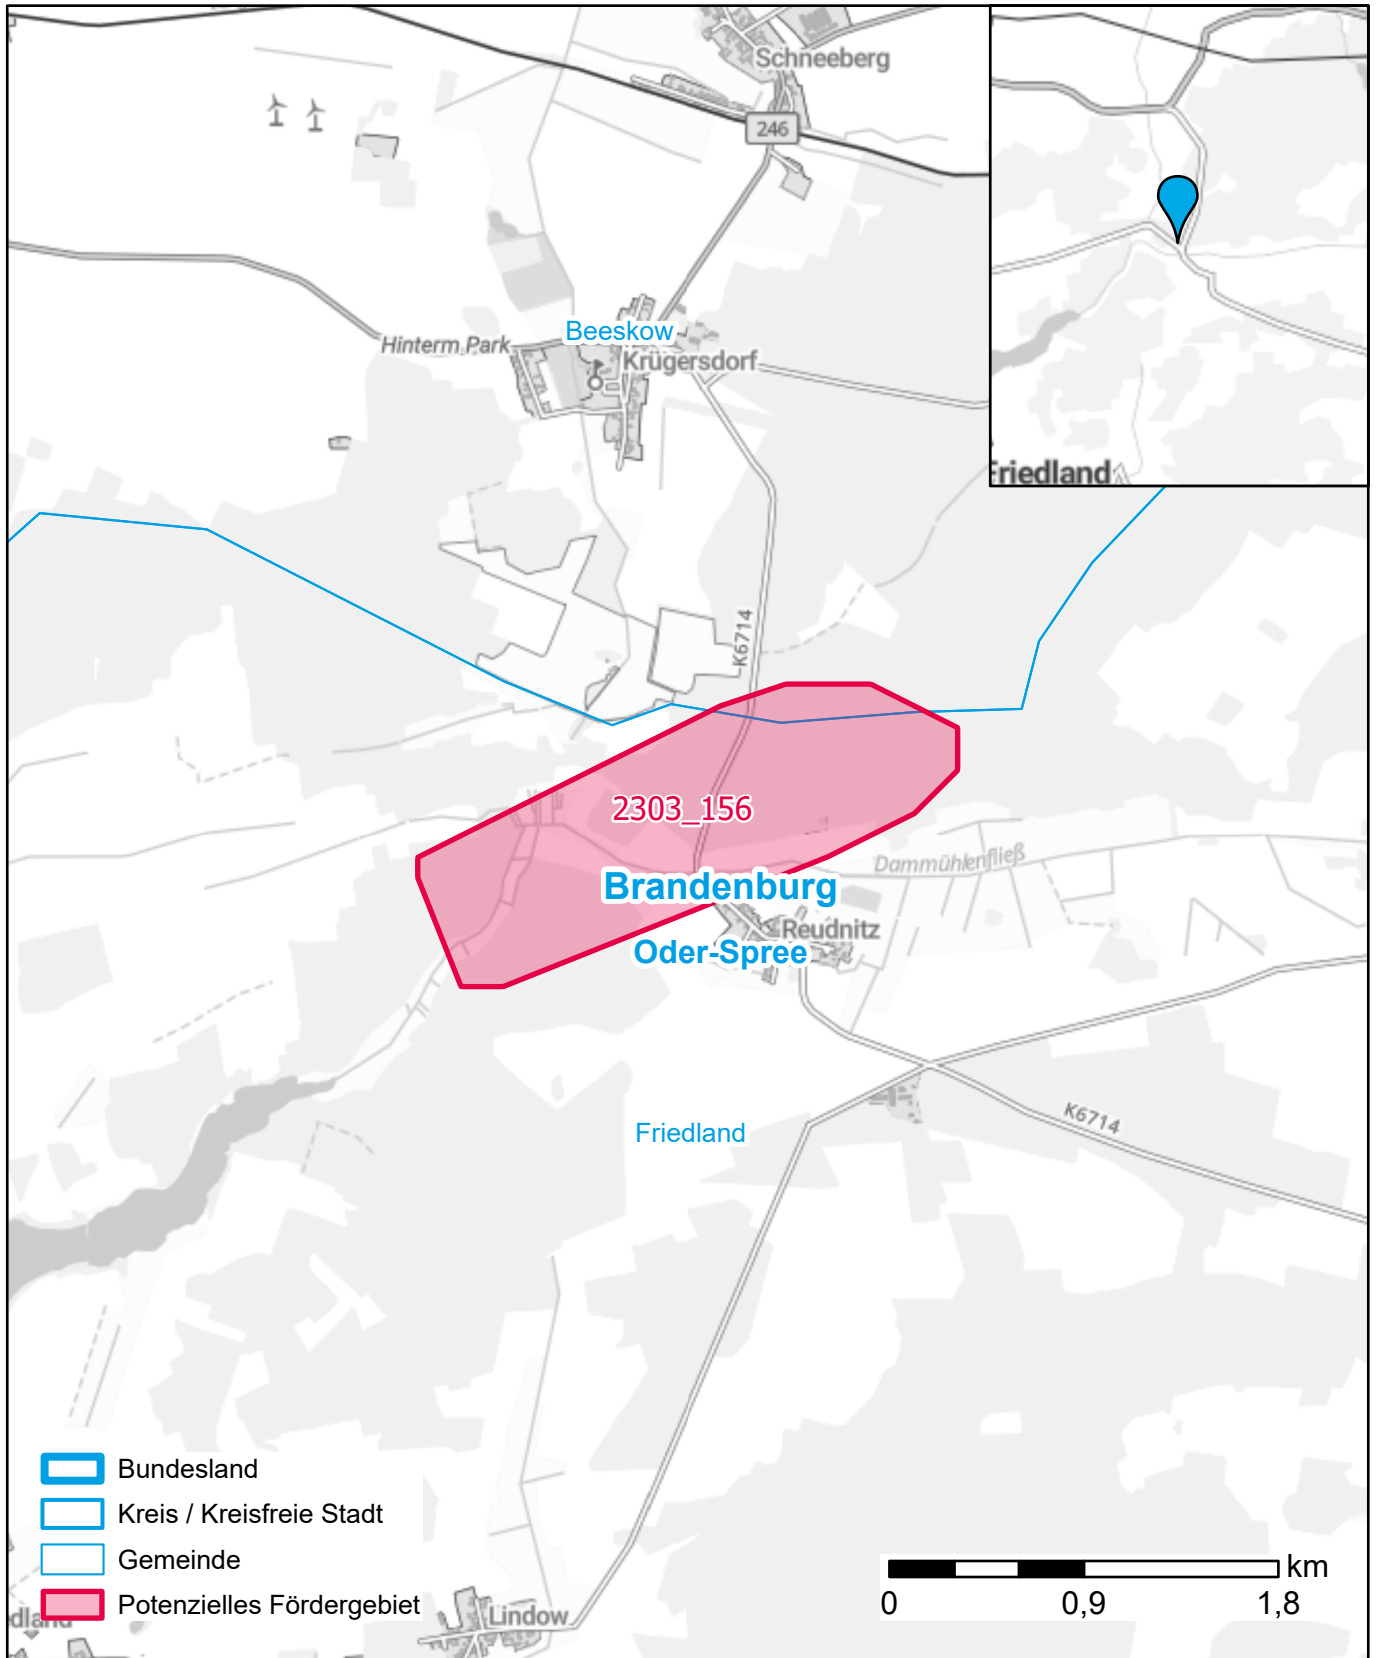 Schneeberg
246
Beeskow
Hinterm Park
Krügersdorf
Friedland
K6714
2303_156
Dammühlenfließ
Brandenburg
Reudnitz
Oder-Spree
K6714
Friedland
Bundesland
Kreis / Kreisfreie Stadt
Gemeinde
Potenzielles Fördergebiet
km
0 0,9 1,8
dland
Lindow